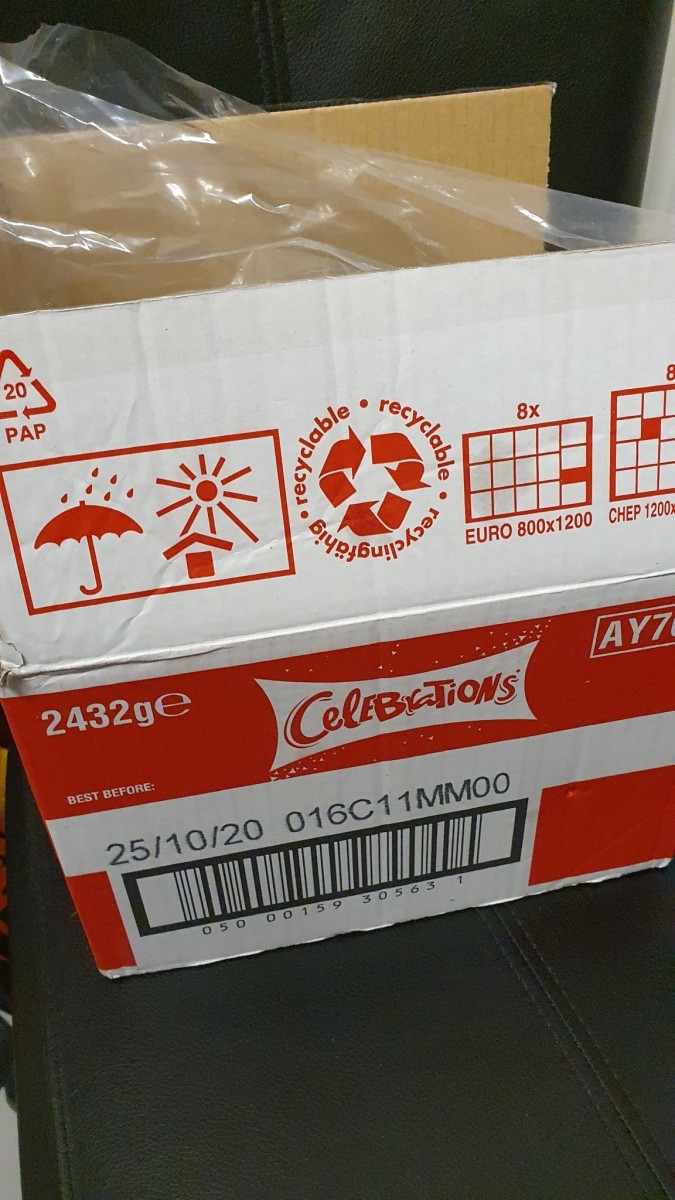 20
PAP
recyclable • recyclable • recyclingfähig •
8x
EURO 800x1200
8
CHEP 1200x
AY7
2432g℮
CELEBRATIONS
BEST BEFORE:
25/10/20 016C11MM00
050 00159 30563 1